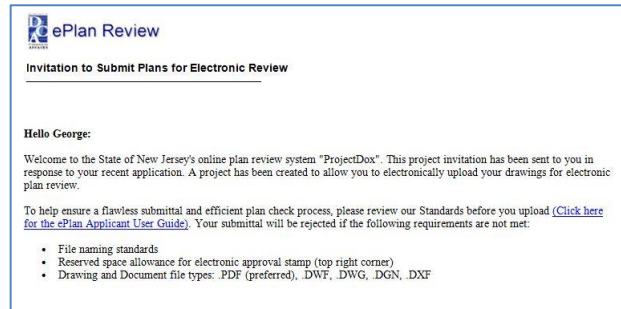 ePlan Review
Invitation to Submit Plans for Electronic Review
Hello George:
Welcome to the State of New Jersey's online plan review system "ProjectDox". This project invitation has been sent to you in
response to your recent application. A project has been created to allow you to electronically upload your drawings for electronic
plan review.
To help ensure a flawless submittal and efficient plan check process, please review our Standards before you upload (Click here
for the ePlan Applicant User Guide). Your submittal will be rejected if the following requirements are not met:
• File naming standards
• Reserved space allowance for electronic approval stamp (top right corner)
• Drawing and Document file types: .PDF (preferred), .DWF, .DWG, .DGN, .DXF